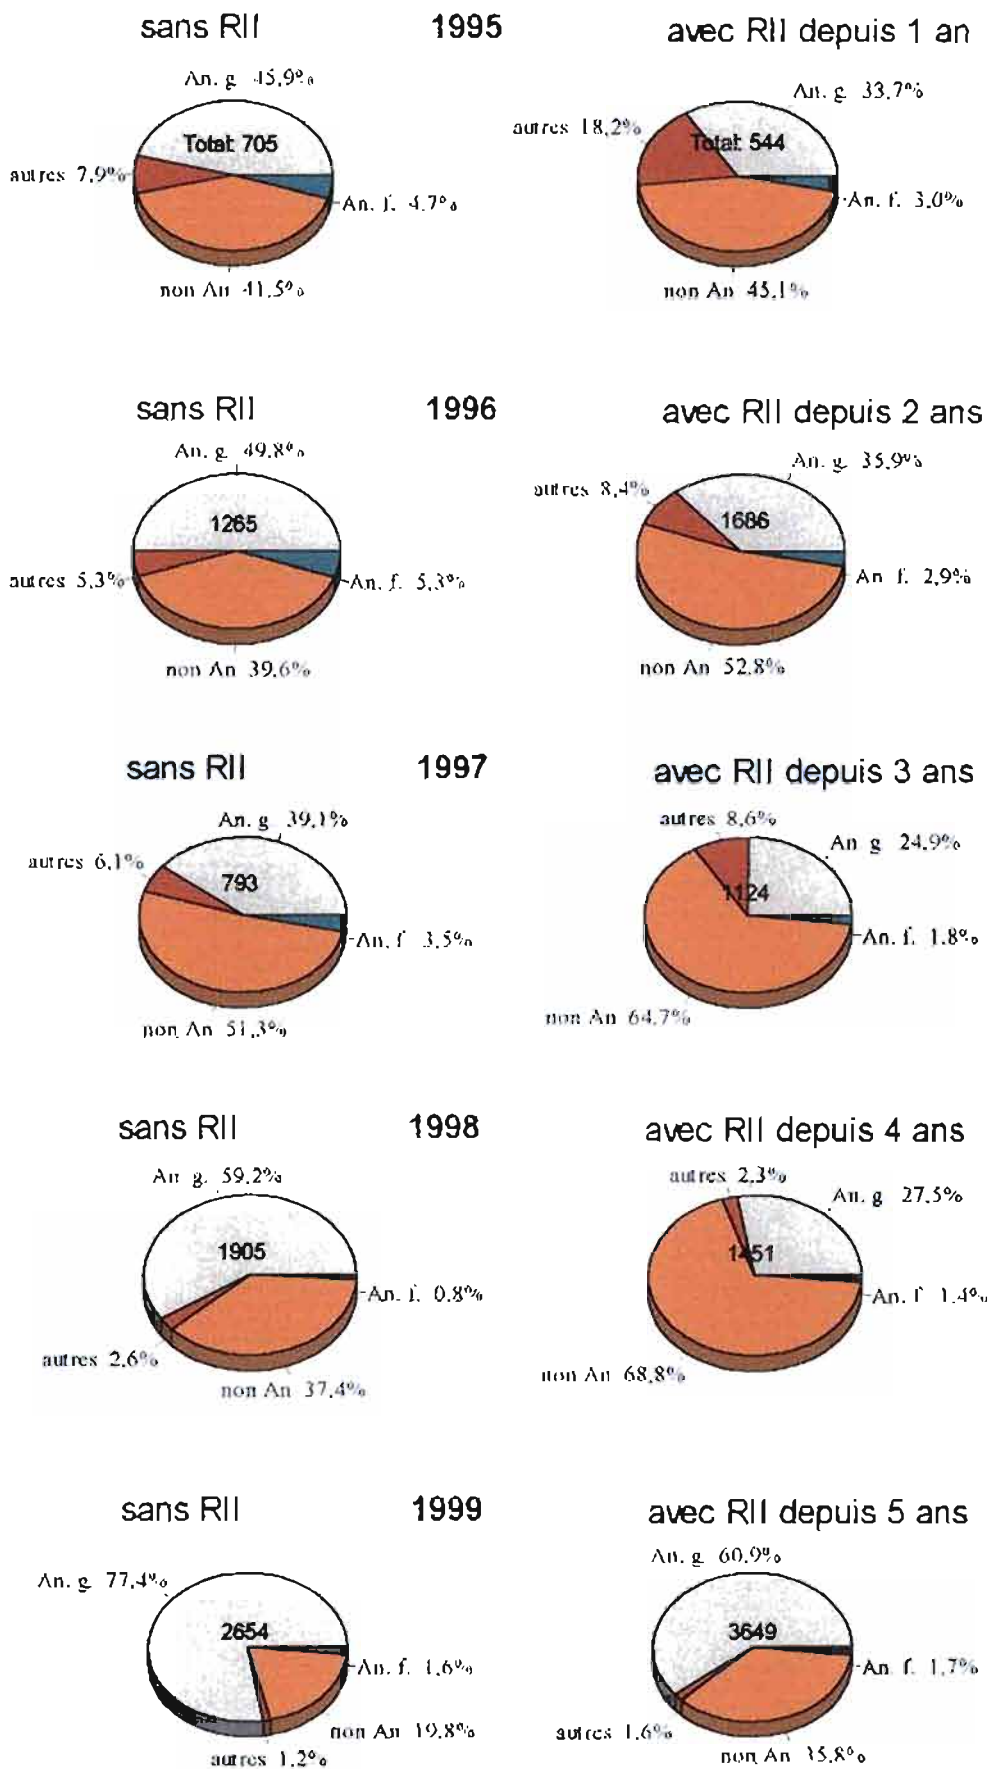 sans RII 1995 avec RII depuis 1 an
An. g 45,9% An. g 33.7%
autres 18,2%
Total: 705 Total: 544
autres 7,9%
An. f. 4.7% An. f. 3.0%
non An 41.5% non An 45.1%
sans RII 1996 avec RII depuis 2 ans
An. g 49.8% An. g. 35.9%
autres 8,4%
1265 1686
autres 5.3% An. f. 5.3% An f. 2,9%
non An 39.6% non An 52.8%
sans RII 1997 avec RII depuis 3 ans
An. g 39,1% autres 8,6%
autres 6,1% An g 24.9%
793 1124
An. f 3.5% An. f. 1.8%
non An 51,3% non An 64.7%
sans RII 1998 avec RII depuis 4 ans
An g. 59.2% autres 2.3%
An. g 27.5%
1905 1451
An. f. 0.8% An. f 1.4%
autres 2.6%
non An 37.4% non An 68.8%
sans RII 1999 avec RII depuis 5 ans
An. g 77.4% An. g 60.9%
2654 3649
An. f. 1,6% An. f. 1,7%
non An 19.8% autres 1.6%
autres 1.2% non An 35.8%